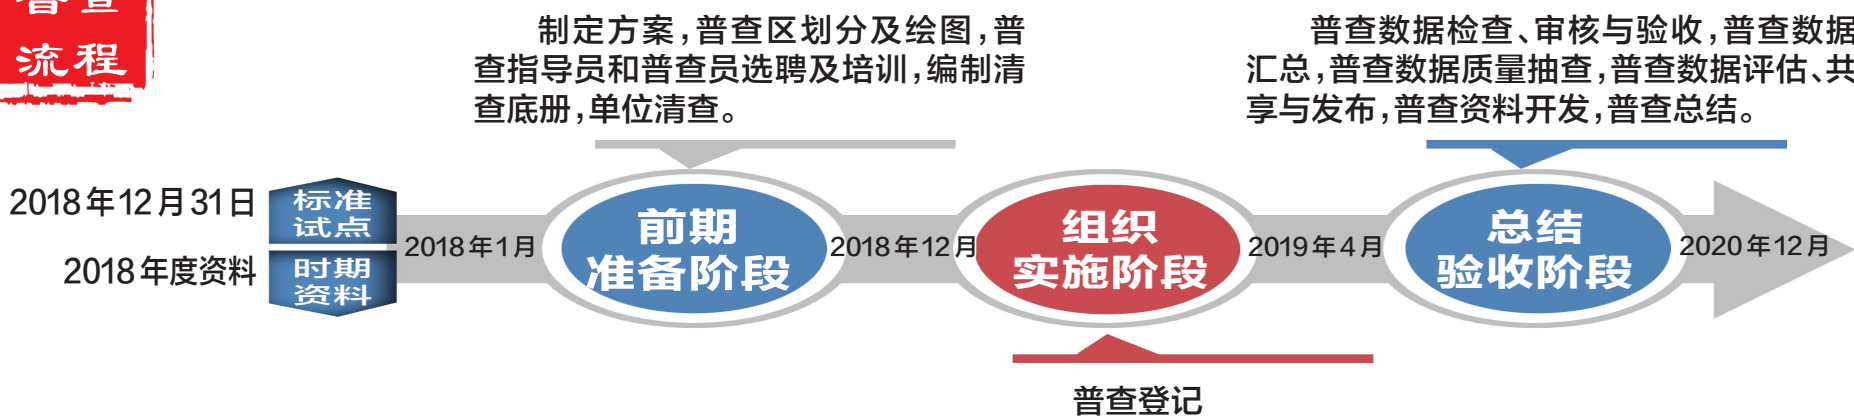 普查
流程
制定方案,普查区划分及绘图,普
查指导员和普查员选聘及培训,编制清
查底册,单位清查。
普查数据检查、审核与验收,普查数据
汇总,普查数据质量抽查,普查数据评估、共
享与发布,普查资料开发,普查总结。
2018年12月31日
标准
试点
2018年度资料
时期
资料
2018年1月
前期
准备阶段
2018年12月
组织
实施阶段
2019年4月
总结
验收阶段
2020年12月
普查登记